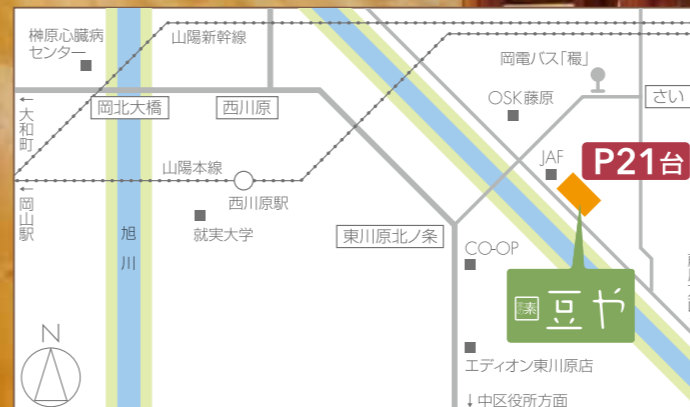 榊原心臓病
センター
山陽新幹線
岡電バス「楢」
OSK藤原
さい
岡北大橋
西川原
←大和町
JAF
P21台
山陽本線
←岡山駅
西川原駅
就実大学
旭川
東川原北ノ条
CO-OP
素
豆や
N
エディオン東川原店
↓中区役所方面